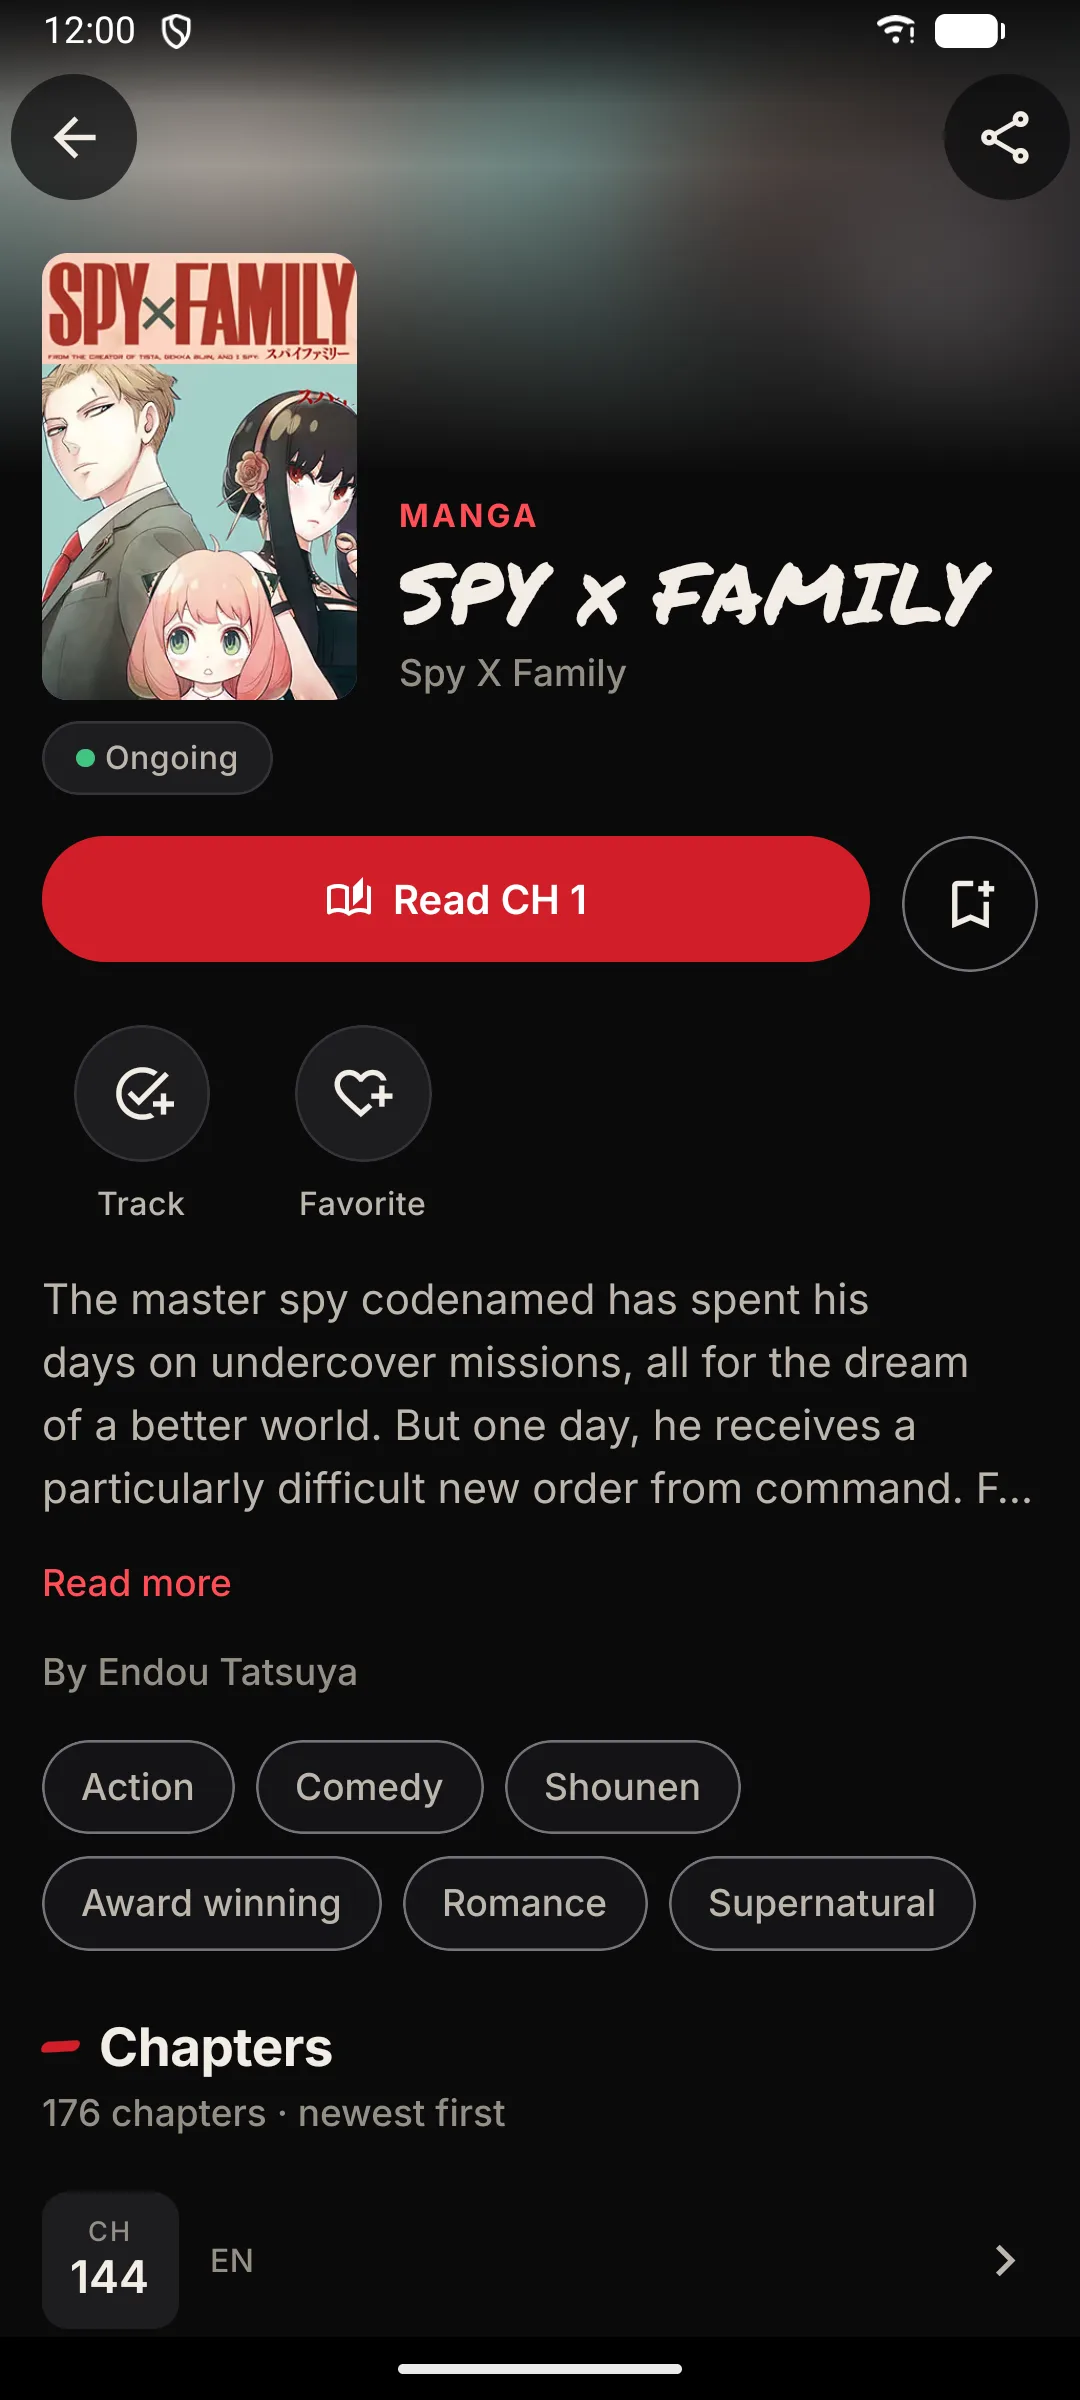 12:00
SPY×FAMILY
FROM THE CREATOR OF TISTA, GEKKA BIJIN, AND I SPY. スパイファミリー
MANGA
SPY x FAMILY
Spy X Family
Ongoing
Read CH 1
Track
Favorite
The master spy codenamed has spent his
days on undercover missions, all for the dream
of a better world. But one day, he receives a
particularly difficult new order from command. F...
Read more
By Endou Tatsuya
Action
Comedy
Shounen
Award winning
Romance
Supernatural
Chapters
176 chapters · newest first
CH
144
EN